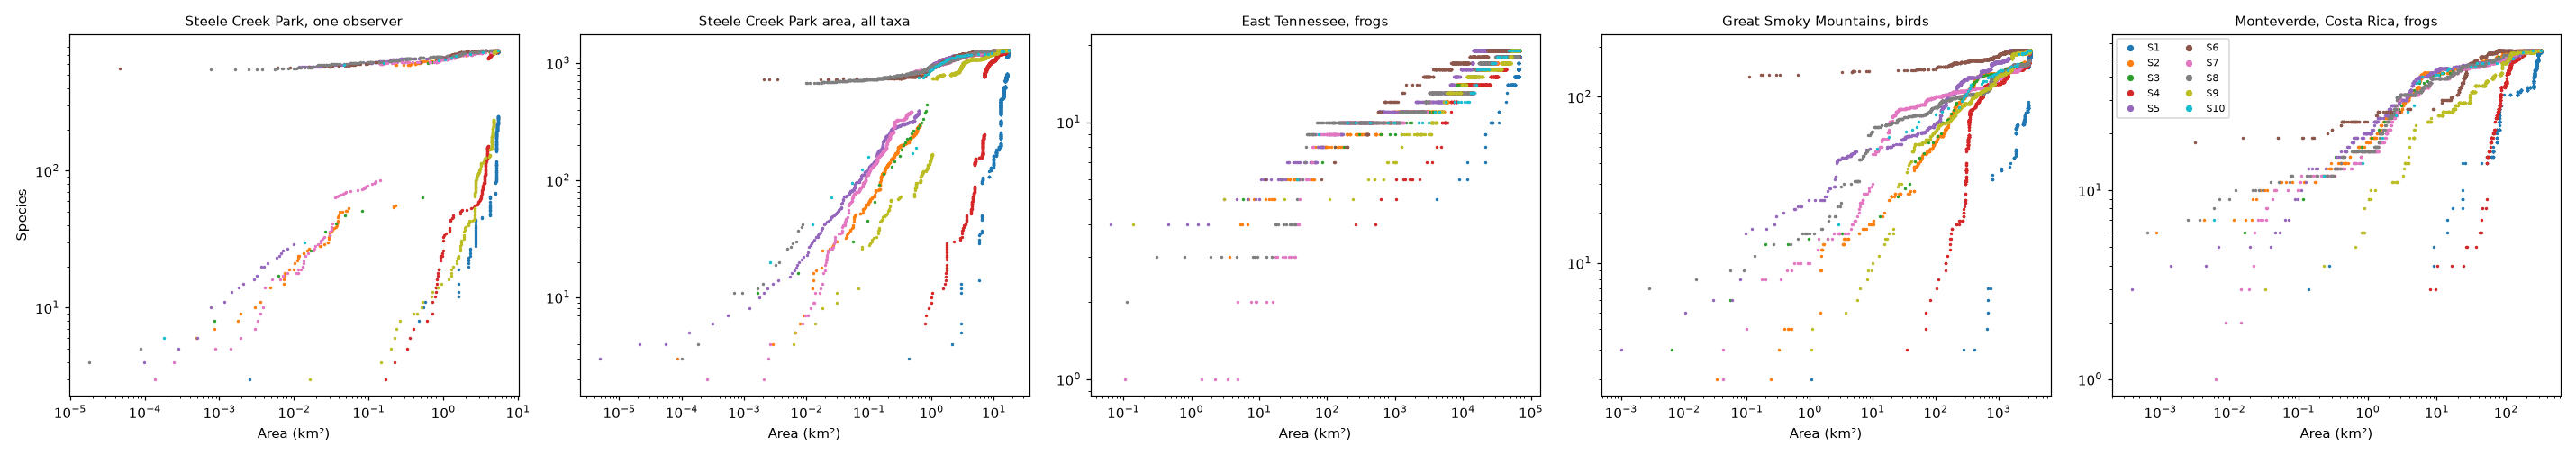 Steele Creek Park, one observer
Species
10²
10¹
10⁻⁵ 10⁻⁴ 10⁻³ 10⁻² 10⁻¹ 10⁰ 10¹
Area (km²)
Steele Creek Park area, all taxa
10³
10²
10¹
10⁻⁵ 10⁻⁴ 10⁻³ 10⁻² 10⁻¹ 10⁰ 10¹
Area (km²)
East Tennessee, frogs
10¹
10⁰
10⁻¹ 10⁰ 10¹ 10² 10³ 10⁴ 10⁵
Area (km²)
Great Smoky Mountains, birds
10²
10¹
10⁻³ 10⁻² 10⁻¹ 10⁰ 10¹ 10² 10³
Area (km²)
Monteverde, Costa Rica, frogs
S1 S6
S2 S7
S3 S8
S4 S9
S5 S10
10¹
10⁰
10⁻³ 10⁻² 10⁻¹ 10⁰ 10¹ 10²
Area (km²)